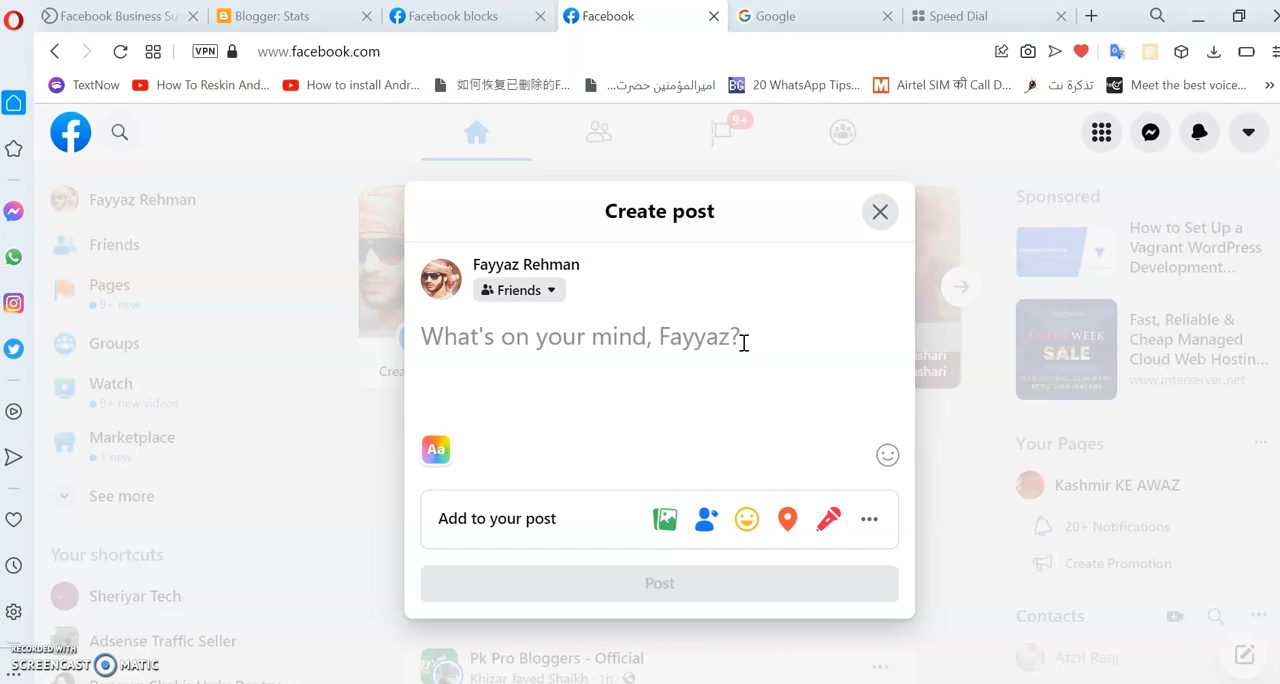 Facebook Business Su
Blogger: Stats
Facebook blocks
Facebook
Google
Speed Dial
VPN
www.facebook.com
TextNow
How To Reskin And...
How to install Andr...
如何恢复已删除的F...
اميرالمؤمنين حضرت...
BG
20 WhatsApp Tips...
M
Airtel SIM की Call D...
تذكرة نت
Meet the best voice...
»
9+
Fayyaz Rehman
Friends
Pages
9+ new
Groups
Watch
9+ new videos
Marketplace
1 new
See more
Your shortcuts
Sheriyar Tech
Adsense Traffic Seller
RECORDED WITH
SCREENCAST MATIC
Create post
Fayyaz Rehman
Friends
What's on your mind, Fayyaz?
Aa
Add to your post
Post
Crea
shari
shari
Pk Pro Bloggers - Official
Khizar Javed Shaikh · 1h ·
Sponsored
How to Set Up a
Vagrant WordPress
Development...
WEEK
SALE
Fast, Reliable &
Cheap Managed
Cloud Web Hostin...
www.interserver.net
Your Pages
Kashmir KE AWAZ
20+ Notifications
Create Promotion
Contacts
Atzil Raaj